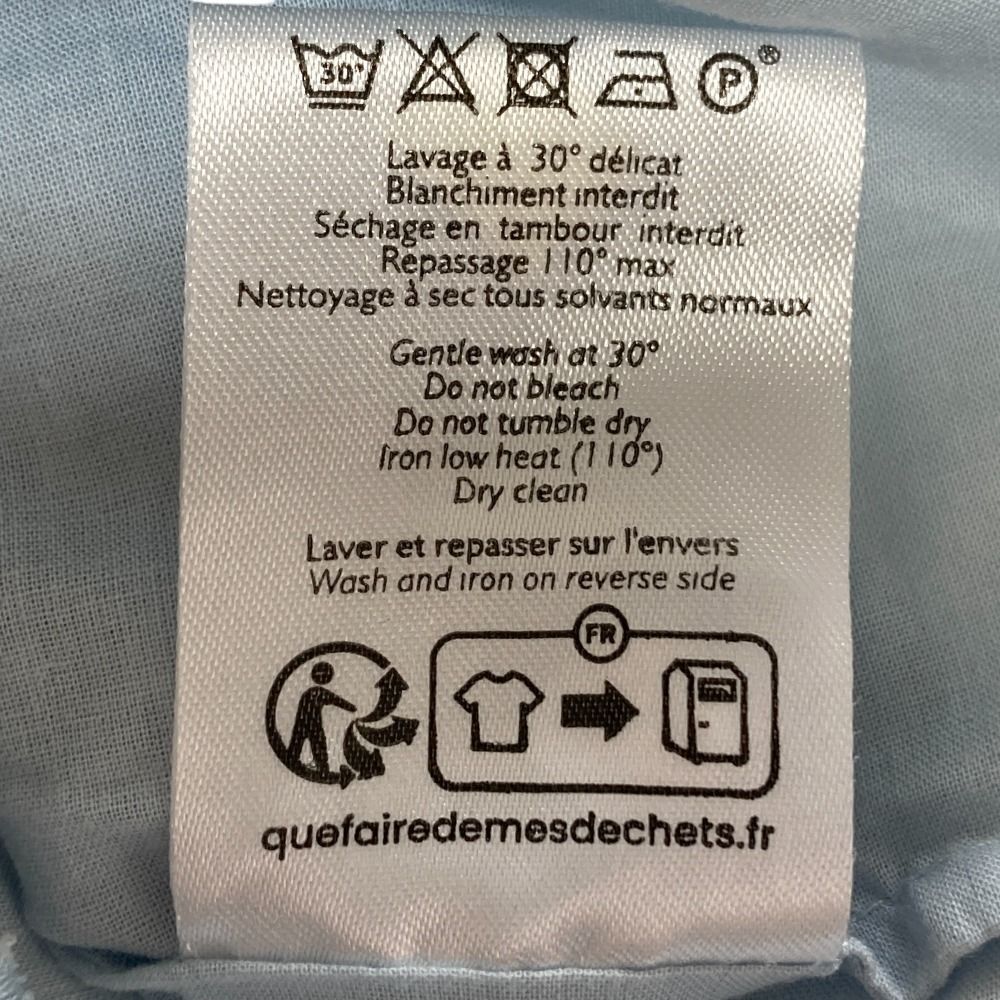 30°
P ®
Lavage à 30° délicat
Blanchiment interdit
Séchage en tambour interdit
Repassage 110° max
Nettoyage à sec tous solvants normaux
Gentle wash at 30°
Do not bleach
Do not tumble dry
Iron low heat (110°)
Dry clean
Laver et repasser sur l'envers
Wash and iron on reverse side
FR
quefairedemesdechets.fr